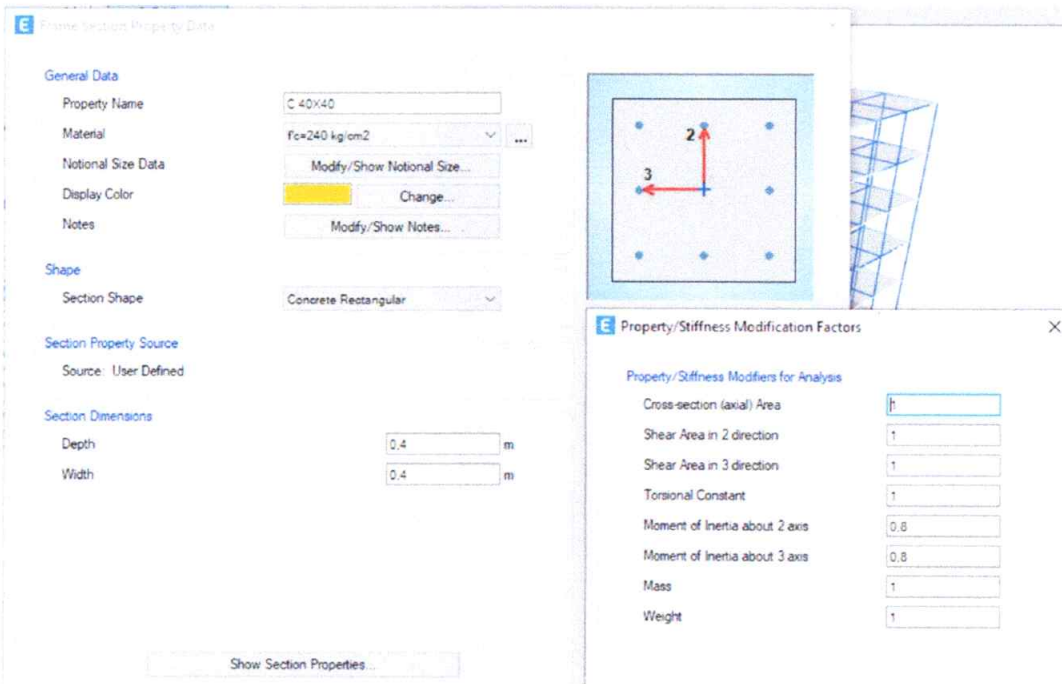 E Frame Section Property Data
General Data
Property Name C 40X40
Material f'c=240 kg/cm2 ...
Notional Size Data Modify/Show Notional Size...
Display Color Change...
Notes Modify/Show Notes...
Shape
Section Shape Concrete Rectangular
Section Property Source
Source: User Defined
Section Dimensions
Depth 0,4 m
Width 0,4 m
Show Section Properties...
2
3
E Property/Stiffness Modification Factors X
Property/Stiffness Modifiers for Analysis
Cross-section (axial) Area 1
Shear Area in 2 direction 1
Shear Area in 3 direction 1
Torsional Constant 1
Moment of Inertia about 2 axis 0,8
Moment of Inertia about 3 axis 0,8
Mass 1
Weight 1